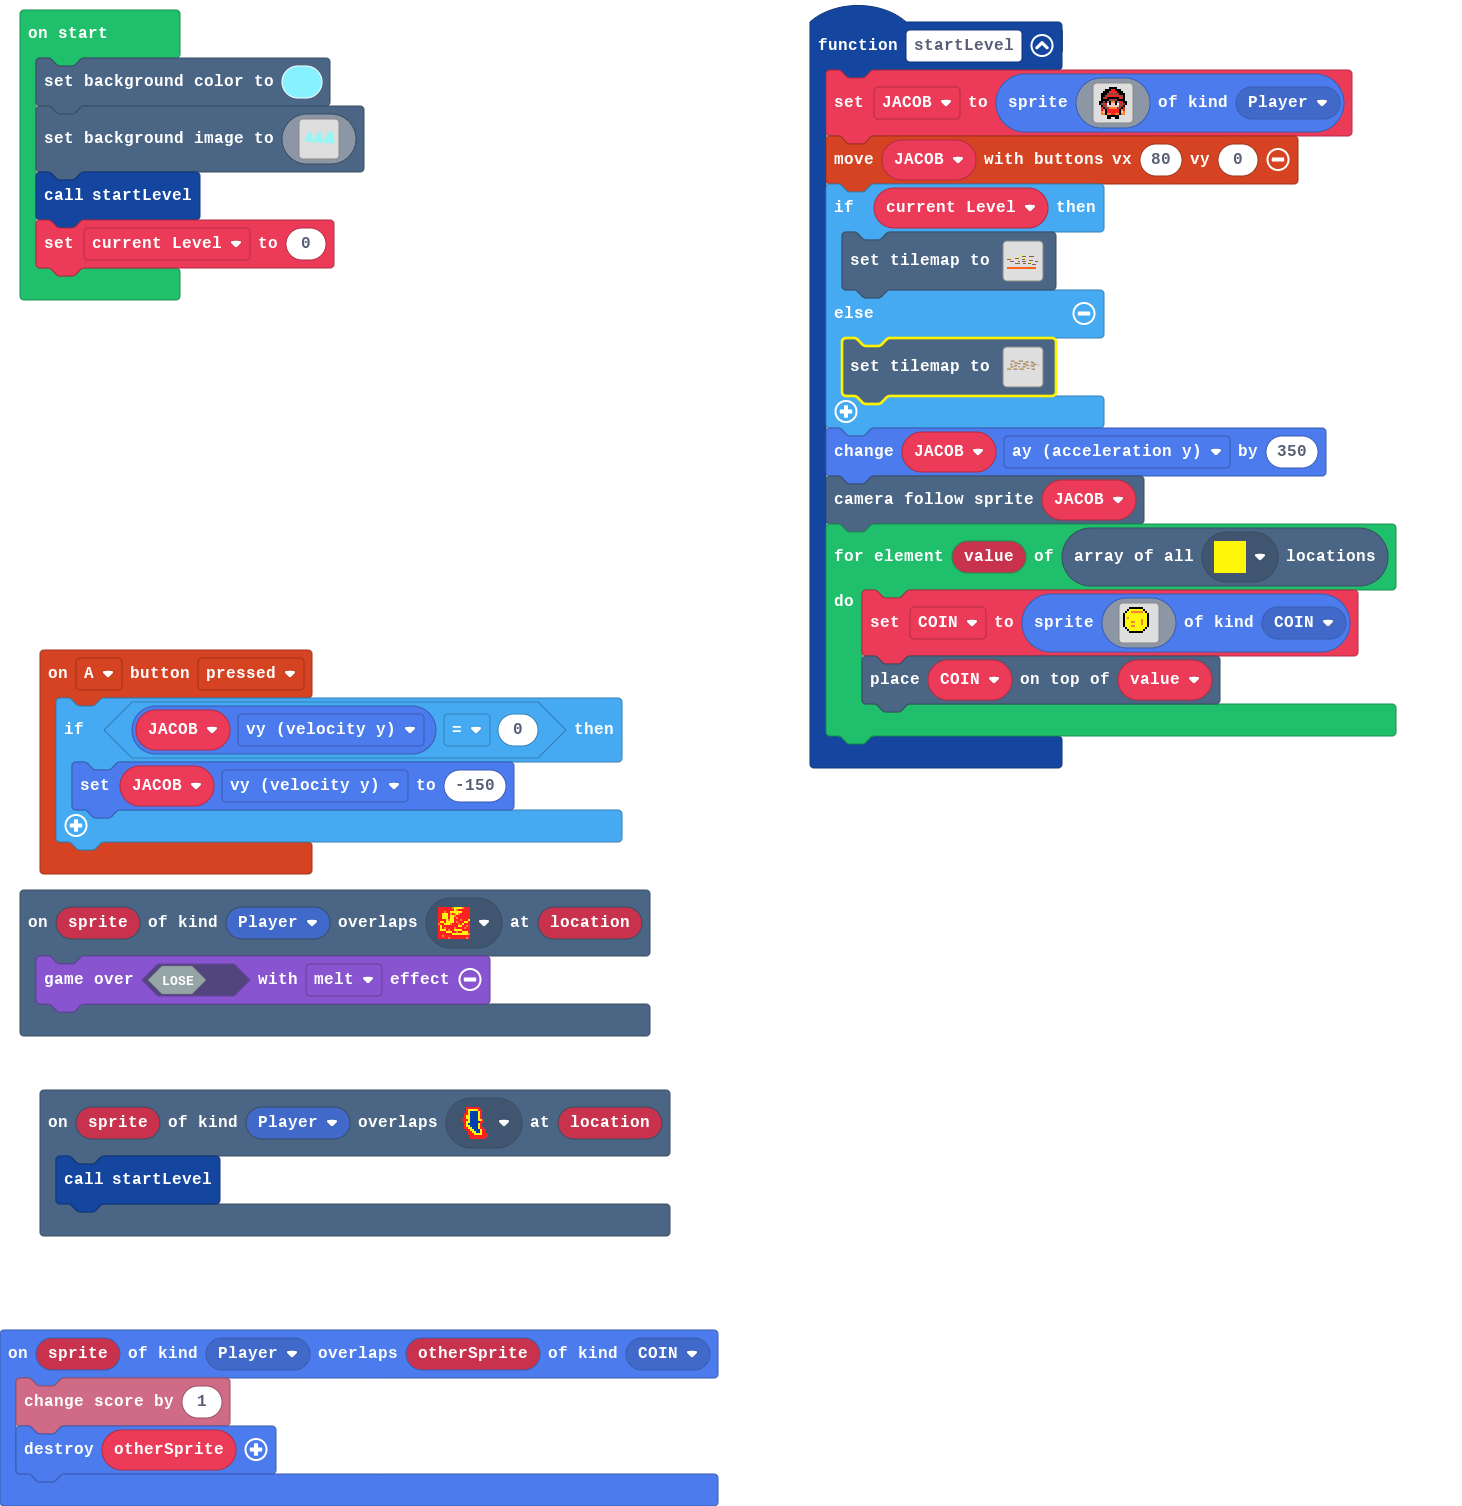 on start
set background color to
set background image to
call startLevel
set current Level to 0
function startLevel
set JACOB to sprite of kind Player
move JACOB with buttons vx 80 vy 0
if current Level then
set tilemap to
else
set tilemap to
change JACOB ay (acceleration y) by 350
camera follow sprite JACOB
for element value of array of all locations
do
set COIN to sprite of kind COIN
place COIN on top of value
on A button pressed
if JACOB vy (velocity y) = 0 then
set JACOB vy (velocity y) to -150
on sprite of kind Player overlaps at location
game over LOSE with melt effect
on sprite of kind Player overlaps at location
call startLevel
on sprite of kind Player overlaps otherSprite of kind COIN
change score by 1
destroy otherSprite